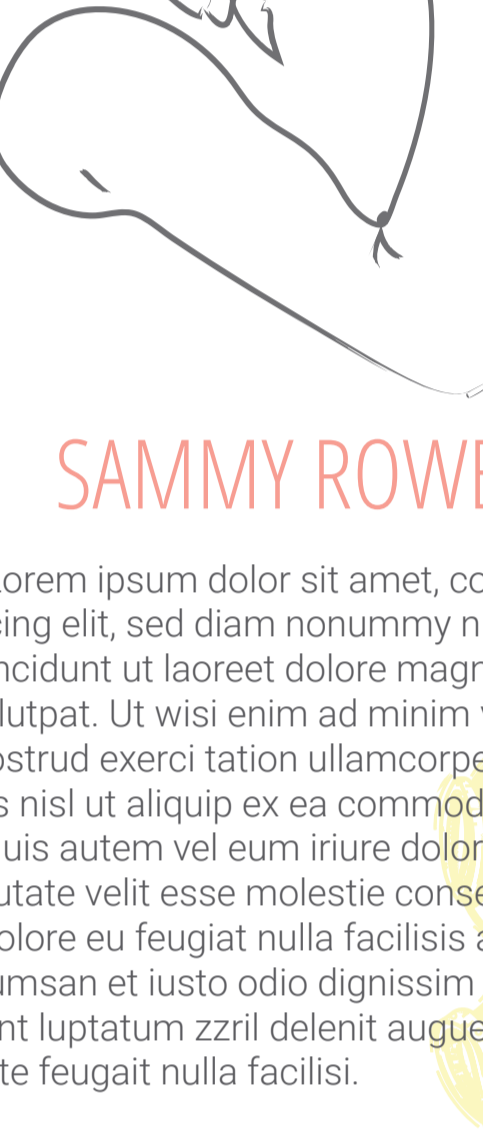 SAMMY ROWE
orem ipsum dolor sit amet, co
cing elit, sed diam nonummy n
ncidunt ut laoreet dolore magn
lutpat. Ut wisi enim ad minim v
ostrud exerci tation ullamcorpe
s nisl ut aliquip ex ea commod
uis autem vel eum iriure dolor
utate velit esse molestie conse
olore eu feugiat nulla facilisis a
umsan et iusto odio dignissim
nt luptatum zzril delenit augue
te feugait nulla facilisi.